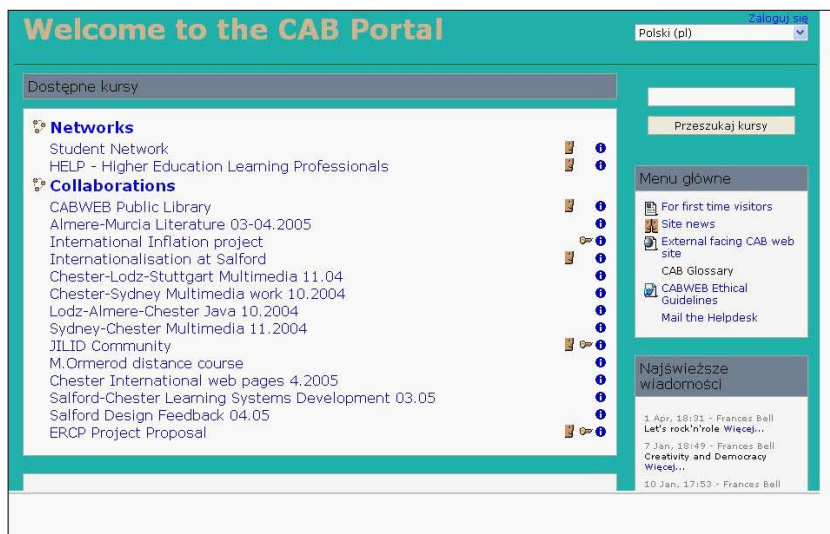 Welcome to the CAB Portal
Zaloguj się
Polski (pl)
Dostępne kursy
Networks
Student Network
HELP - Higher Education Learning Professionals
Collaborations
CABWEB Public Library
Almere-Murcia Literature 03-04.2005
International Inflation project
Internationalisation at Salford
Chester-Lodz-Stuttgart Multimedia 11.04
Chester-Sydney Multimedia work 10.2004
Lodz-Almere-Chester Java 10.2004
Sydney-Chester Multimedia 11.2004
JILID Community
M.Ormerod distance course
Chester International web pages 4.2005
Salford-Chester Learning Systems Development 03.05
Salford Design Feedback 04.05
ERCP Project Proposal
Przeszukaj kursy
Menu główne
For first time visitors
Site news
External facing CAB web
site
CAB Glossary
CABWEB Ethical
Guidelines
Mail the Helpdesk
Najświeższe
wiadomości
1 Apr, 18:31 - Frances Bell
Let's rock'n'role Więcej...
7 Jan, 18:49 - Frances Bell
Creativity and Democracy
Więcej...
10 Jan, 17:53 - Frances Bell